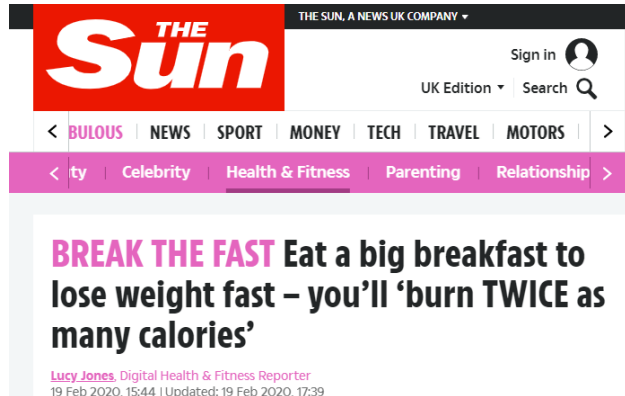 THE SUN, A NEWS UK COMPANY
THE
Sun
Sign in
UK Edition
Search
BULOUS NEWS SPORT MONEY TECH TRAVEL MOTORS
ty Celebrity Health & Fitness Parenting Relationship
BREAK THE FAST Eat a big breakfast to
lose weight fast – you'll 'burn TWICE as
many calories'
Lucy Jones, Digital Health & Fitness Reporter
19 Feb 2020, 15:44 | Updated: 19 Feb 2020, 17:39